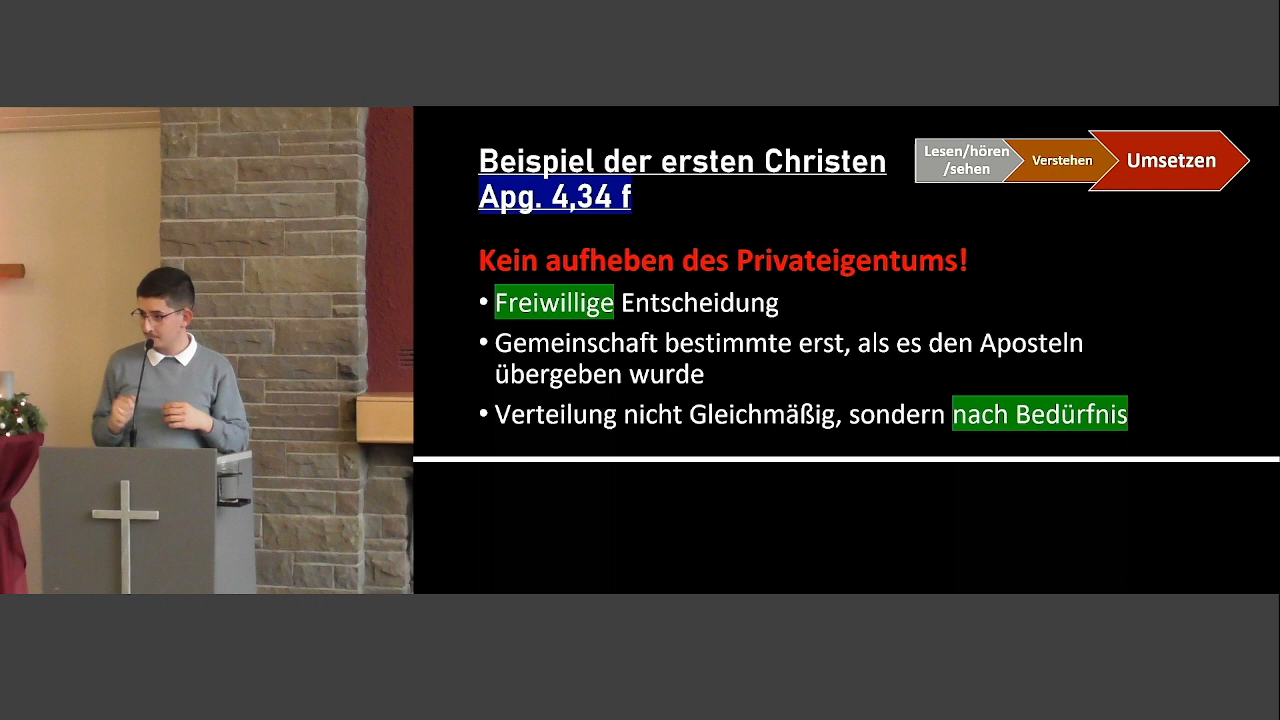 Beispiel der ersten Christen
Apg. 4,34 f
Lesen/hören
/sehen
Verstehen
Umsetzen
Kein aufheben des Privateigentums!
• Freiwillige Entscheidung
• Gemeinschaft bestimmte erst, als es den Aposteln
übergeben wurde
• Verteilung nicht Gleichmäßig, sondern nach Bedürfnis